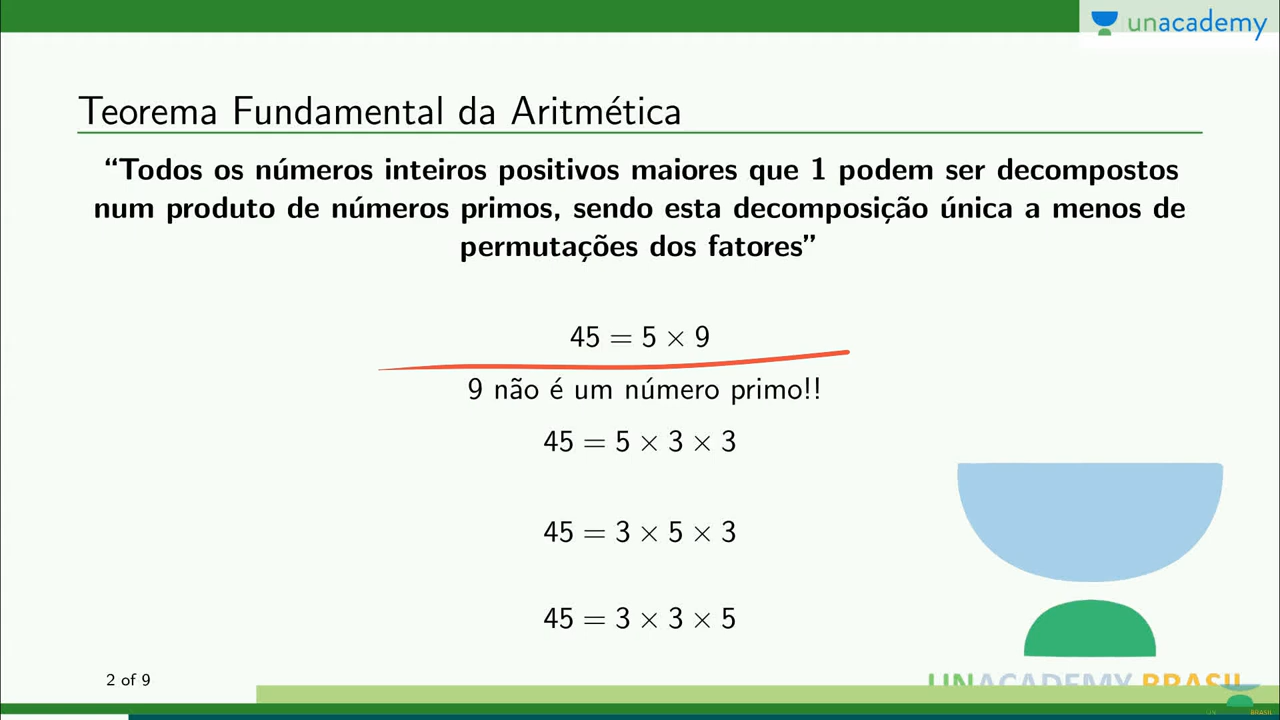 unacademy
Teorema Fundamental da Aritmética
“Todos os números inteiros positivos maiores que 1 podem ser decompostos
num produto de números primos, sendo esta decomposição única a menos de
permutações dos fatores”
45 = 5 × 9
9 não é um número primo!!
45 = 5 × 3 × 3
45 = 3 × 5 × 3
45 = 3 × 3 × 5
2 of 9
UNACADEMY BRASIL
BRASIL